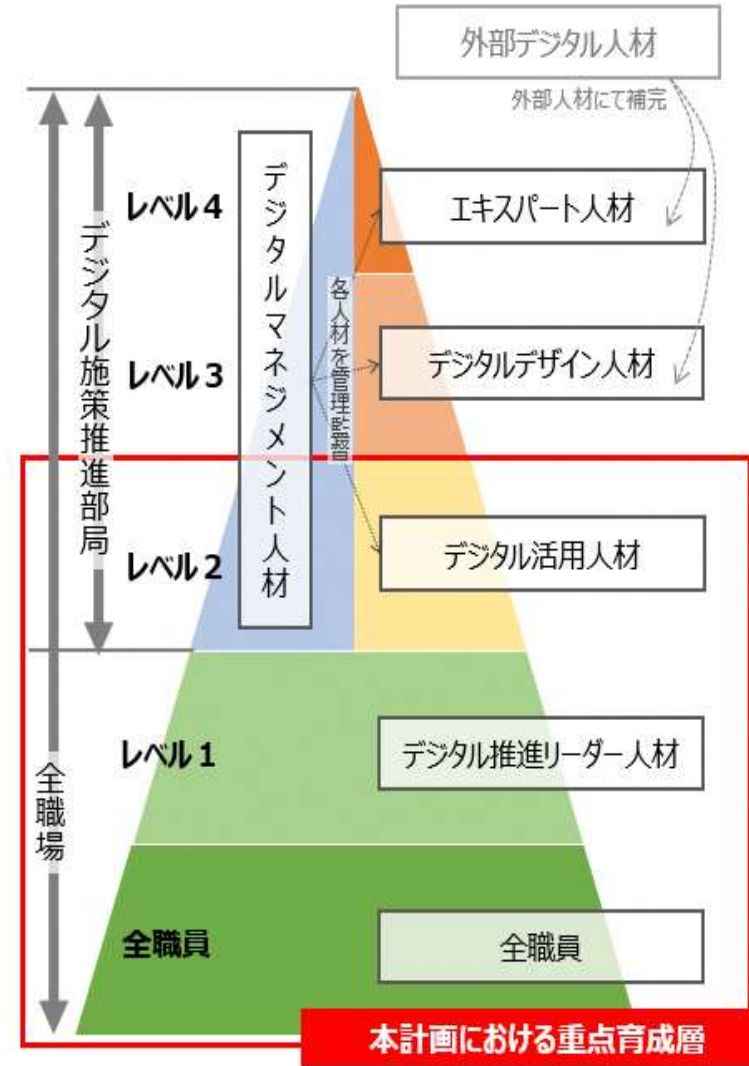 外部デジタル人材
外部人材にて補完
レベル4
エキスパート人材
デジタルマネジメント人材
各人材を管理監督
デジタル施策推進部局
レベル3
デジタルデザイン人材
レベル2
デジタル活用人材
レベル1
デジタル推進リーダー人材
全職場
全職員
全職員
本計画における重点育成層